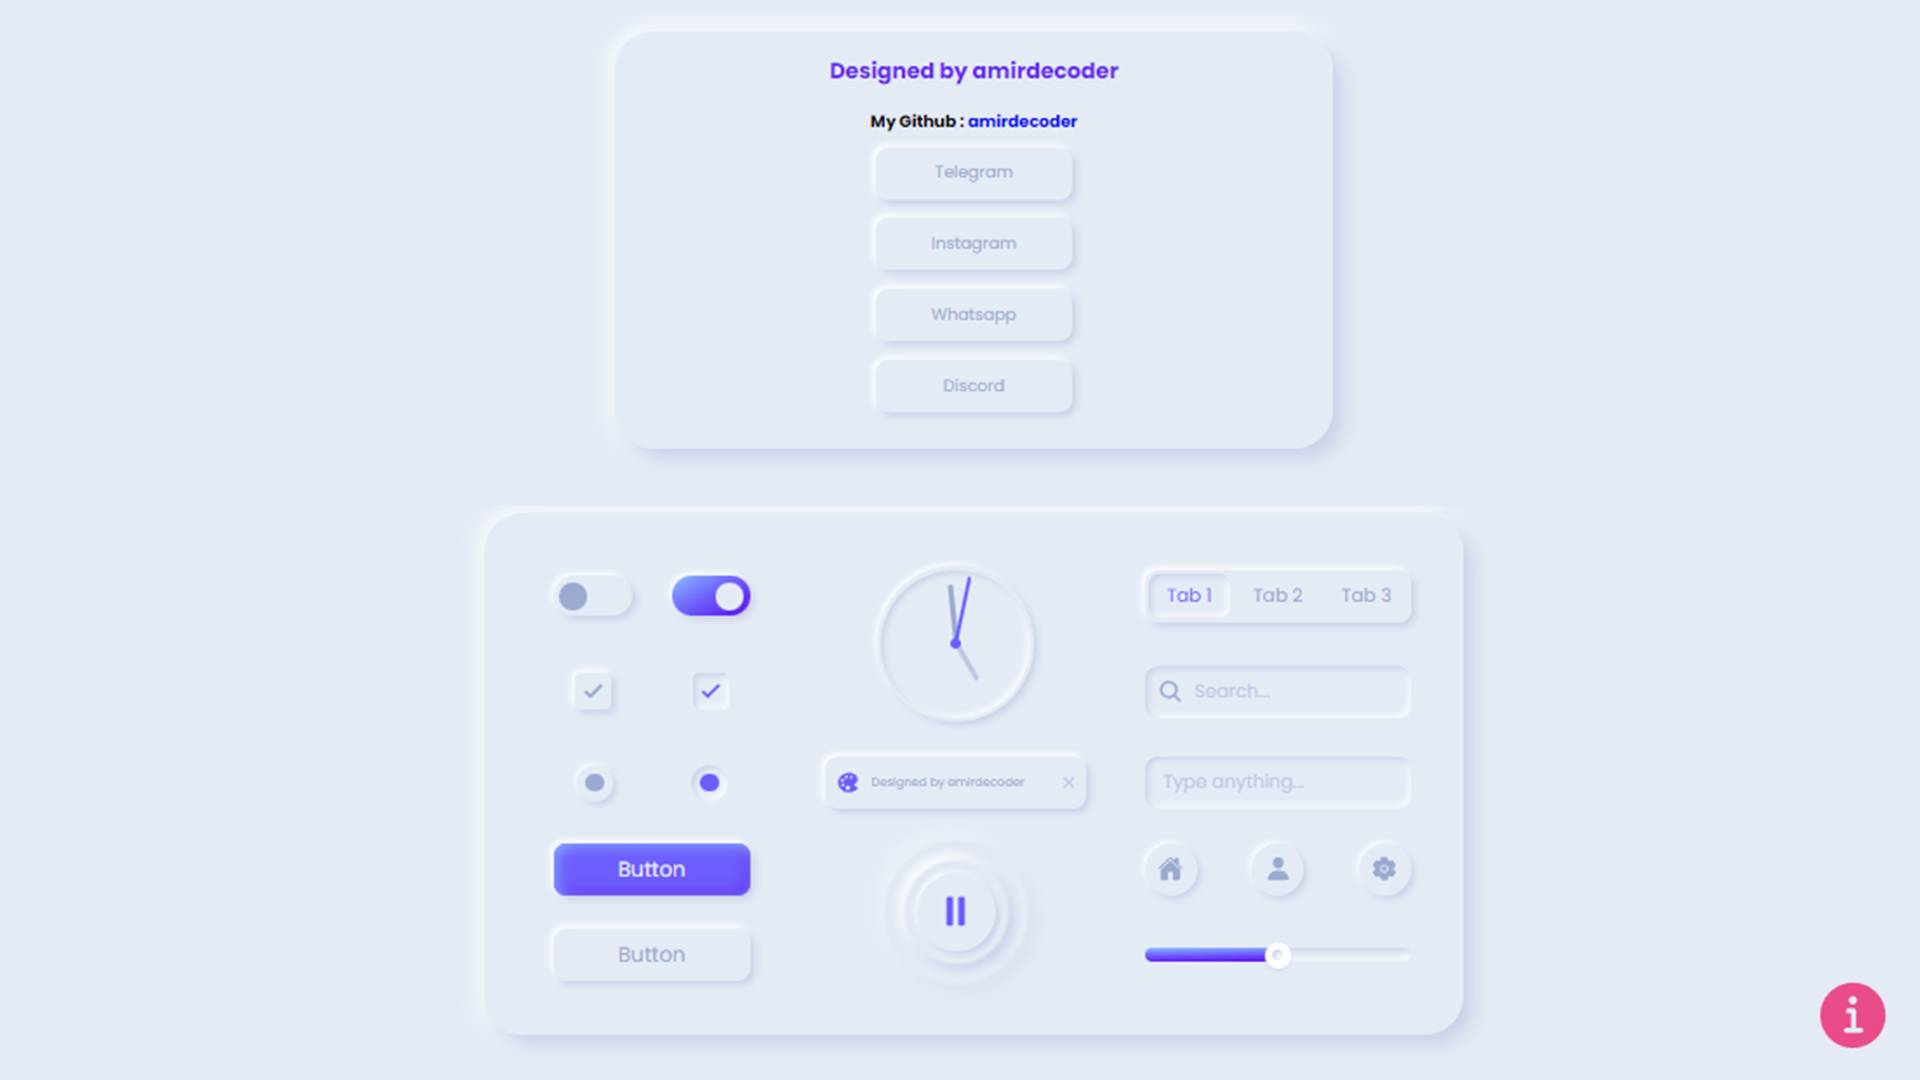 Designed by amirdecoder
My Github : amirdecoder
Telegram
Instagram
Whatsapp
Discord
Tab 1 Tab 2 Tab 3
Search...
Designed by amirdecoder
Type anything...
Button
Button